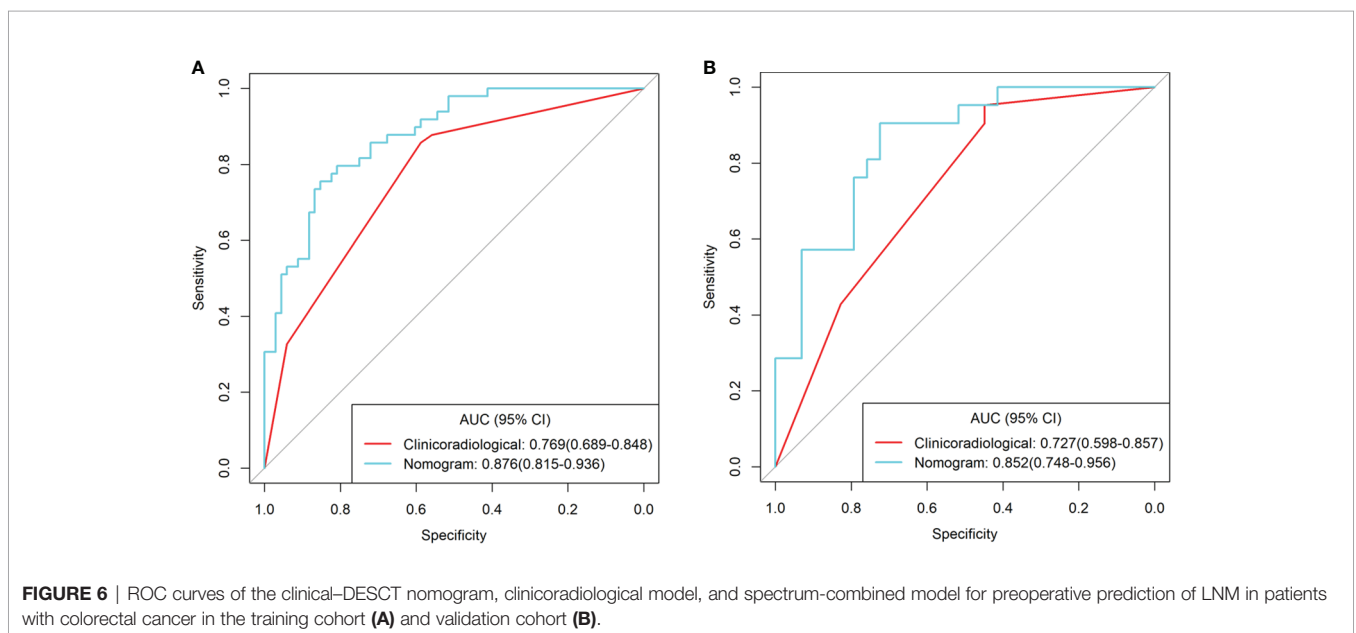 A
1.0
0.8
0.6
0.4
0.2
0.0
Sensitivity
AUC (95% CI)
Clinicoradiological: 0.769(0.689-0.848)
Nomogram: 0.876(0.815-0.936)
1.0 0.8 0.6 0.4 0.2 0.0
Specificity
B
1.0
0.8
0.6
0.4
0.2
0.0
Sensitivity
AUC (95% CI)
Clinicoradiological: 0.727(0.598-0.857)
Nomogram: 0.852(0.748-0.956)
1.0 0.8 0.6 0.4 0.2 0.0
Specificity
FIGURE 6 | ROC curves of the clinical–DESCT nomogram, clinicoradiological model, and spectrum-combined model for preoperative prediction of LNM in patients
with colorectal cancer in the training cohort (A) and validation cohort (B).